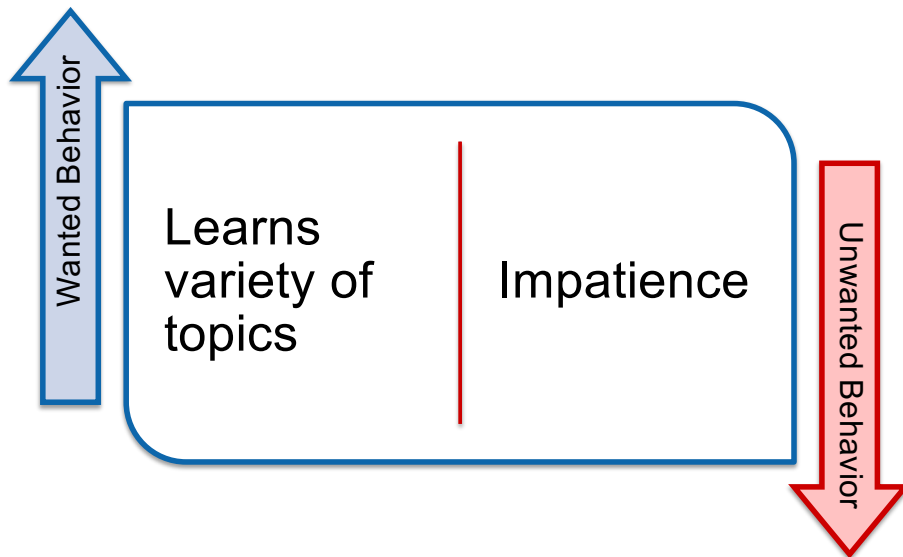 Wanted Behavior
Learns
variety of
topics
Impatience
Unwanted Behavior